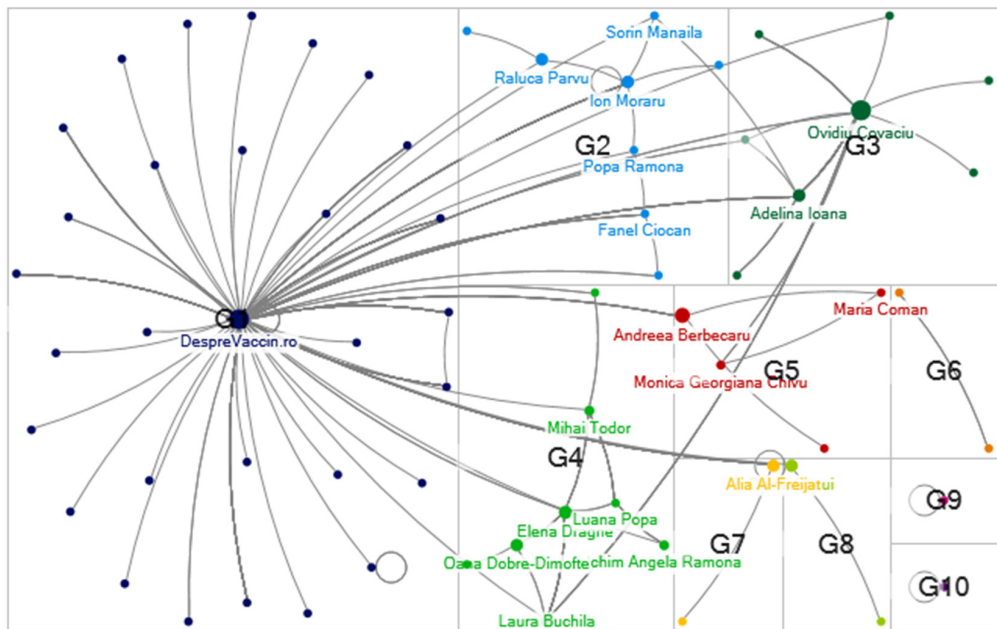 Sorin Manaila
Raluca Parvu
Ion Moraru
Ovidiu Covaciu
G2
G3
Popa Ramona
Adelina Ioana
Fanel Ciocan
Maria Coman
DespreVaccin.ro
Andreea Berbecaru
G5
G6
Monica Georgiana Chivu
Mihai Todor
G4
Alia Al-Freijatui
G9
Luana Popa
Elena Draghe
G7
G8
Oana Dobre-Dimofte
chim Angela Ramona
G10
Laura Buchila